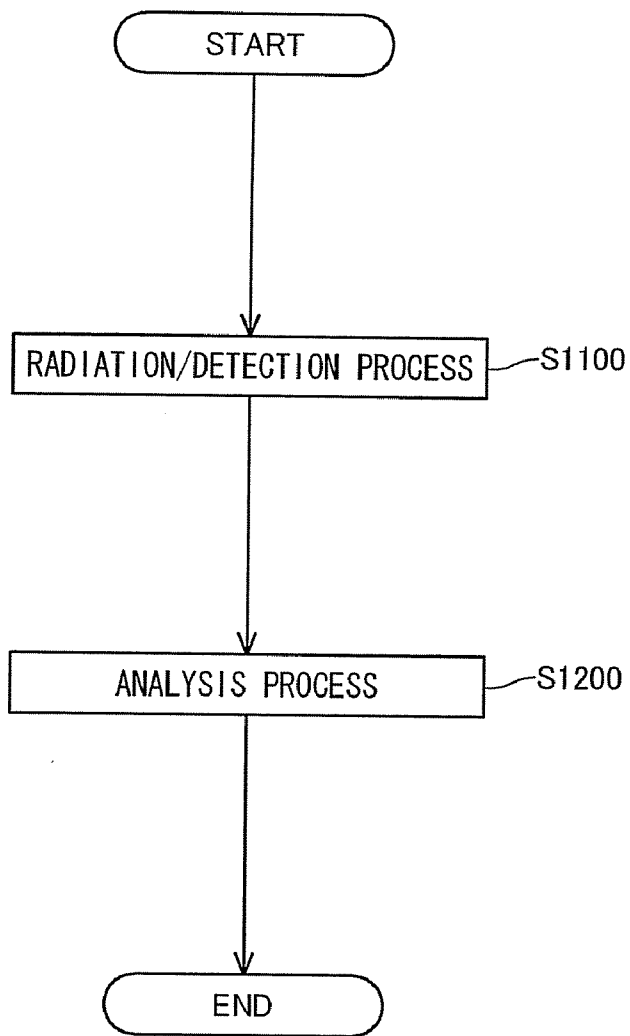 START
RADIATION/DETECTION PROCESS
S1100
ANALYSIS PROCESS
S1200
END